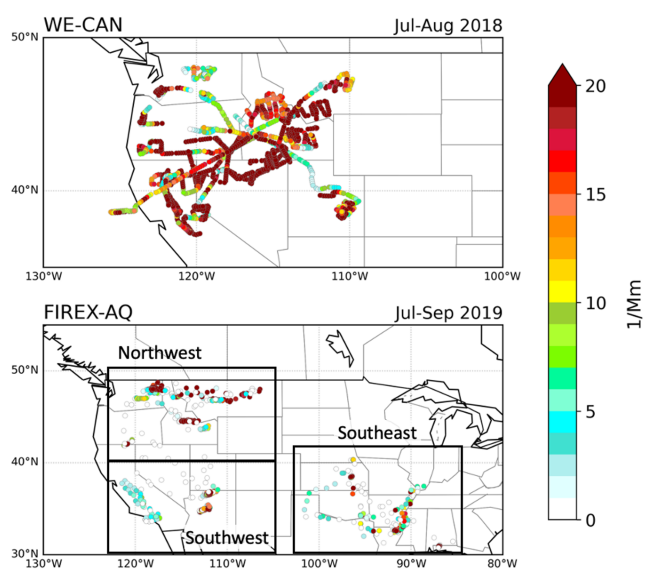 WE-CAN Jul-Aug 2018
50°N
40°N
130°W 120°W 110°W 100°W
FIREX-AQ Jul-Sep 2019
Northwest
50°N
Southeast
40°N
Southwest
30°N
120°W 110°W 100°W 90°W 80°W
20
15
10
5
0
1/Mm